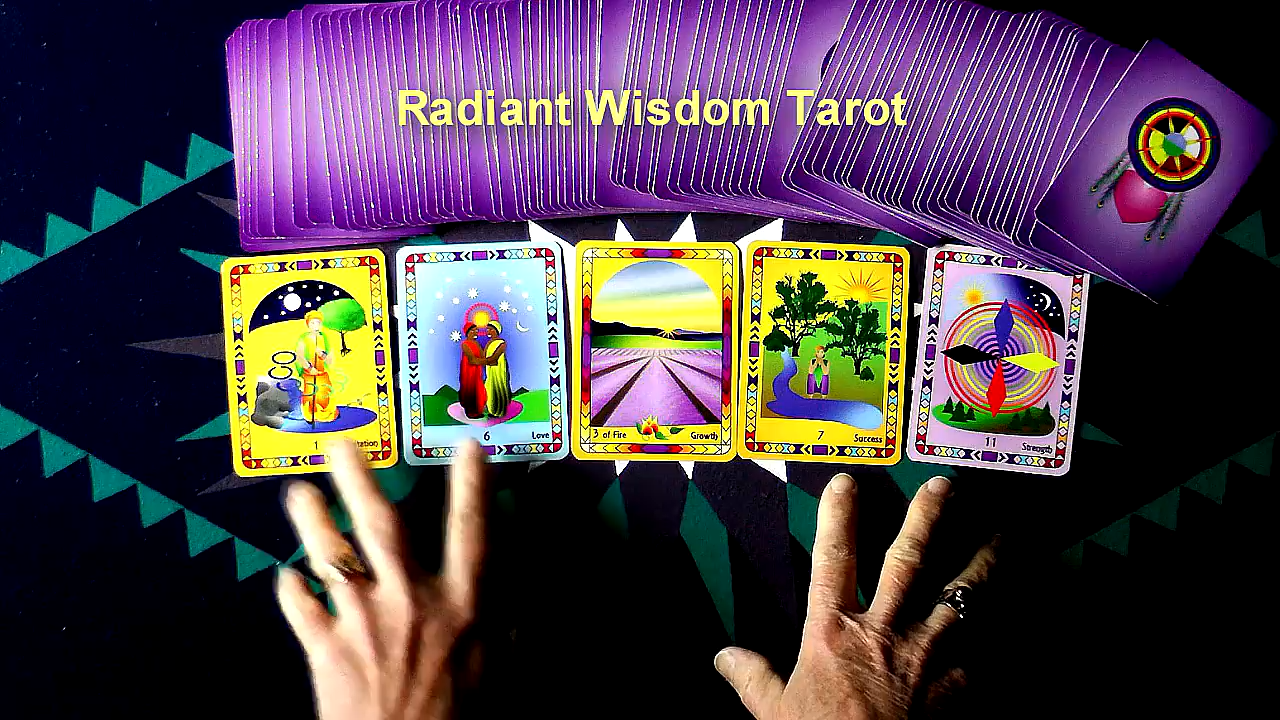 Radiant Wisdom Tarot
1
6 Love
3 of Fire Growth
7 Success
11 Strength